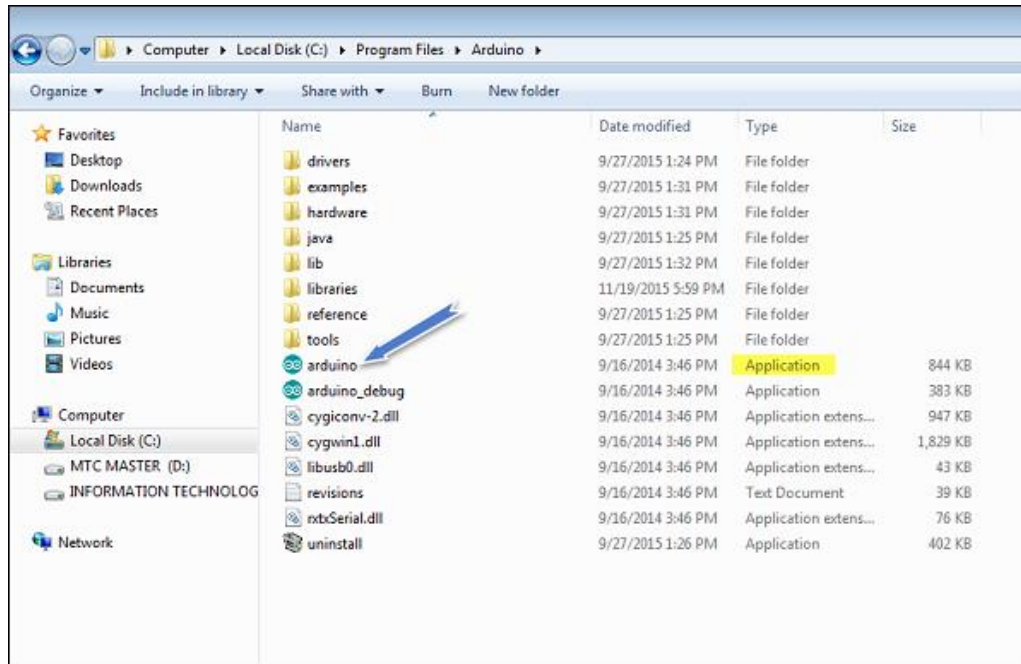 Computer Local Disk (C:) Program Files Arduino
Organize Include in library Share with Burn New folder
Favorites
Desktop
Downloads
Recent Places
Libraries
Documents
Music
Pictures
Videos
Computer
Local Disk (C:)
MTC MASTER (D:)
INFORMATION TECHNOLOG
Network
Name Date modified Type Size
drivers 9/27/2015 1:24 PM File folder
examples 9/27/2015 1:31 PM File folder
hardware 9/27/2015 1:31 PM File folder
java 9/27/2015 1:25 PM File folder
lib 9/27/2015 1:32 PM File folder
libraries 11/19/2015 5:59 PM File folder
reference 9/27/2015 1:25 PM File folder
tools 9/27/2015 1:25 PM File folder
arduino 9/16/2014 3:46 PM Application 844 KB
arduino_debug 9/16/2014 3:46 PM Application 383 KB
cygiconv-2.dll 9/16/2014 3:46 PM Application extens... 947 KB
cygwin1.dll 9/16/2014 3:46 PM Application extens... 1,829 KB
libusb0.dll 9/16/2014 3:46 PM Application extens... 43 KB
revisions 9/16/2014 3:46 PM Text Document 39 KB
rxtxSerial.dll 9/16/2014 3:46 PM Application extens... 76 KB
uninstall 9/27/2015 1:26 PM Application 402 KB